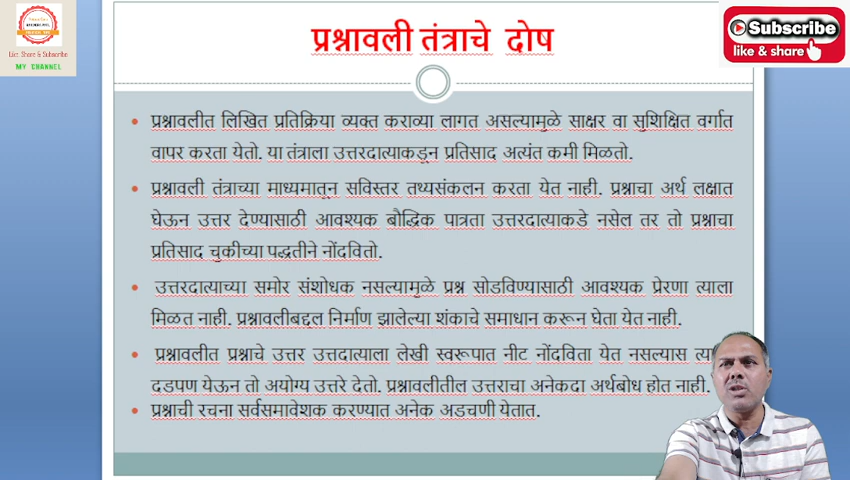 प्रश्नावली तंत्राचे दोष
Like Share & Subscribe
MY CHANNEL
Subscribe
like & share
प्रश्नावलीत लिखित प्रतिक्रिया व्यक्त कराव्या लागत असल्यामुळे साक्षर वा सुशिक्षित वर्गात
वापर करता येतो. या तंत्राला उत्तरदात्याकडून प्रतिसाद अत्यंत कमी मिळतो.
प्रश्नावली तंत्राच्या माध्यमातून सविस्तर तथ्यसंकलन करता येत नाही. प्रश्नाचा अर्थ लक्षात
घेऊन उत्तर देण्यासाठी आवश्यक बौद्धिक पात्रता उत्तरदात्याकडे नसेल तर तो प्रश्नाचा
प्रतिसाद चुकीच्या पद्धतीने नोंदवितो.
उत्तरदात्याच्या समोर संशोधक नसल्यामुळे प्रश्न सोडविण्यासाठी आवश्यक प्रेरणा त्याला
मिळत नाही. प्रश्नावलीबद्दल निर्माण झालेल्या शंकाचे समाधान करून घेता येत नाही.
प्रश्नावलीत प्रश्नाचे उत्तर उत्तदात्याला लेखी स्वरूपात नीट नोंदविता येत नसल्यास
दडपण येऊन तो अयोग्य उत्तरे देतो. प्रश्नावलीतील उत्तराचा अनेकदा अर्थबोध होत नाही.
प्रश्नाची रचना सर्वसमावेशक करण्यात अनेक अडचणी येतात.